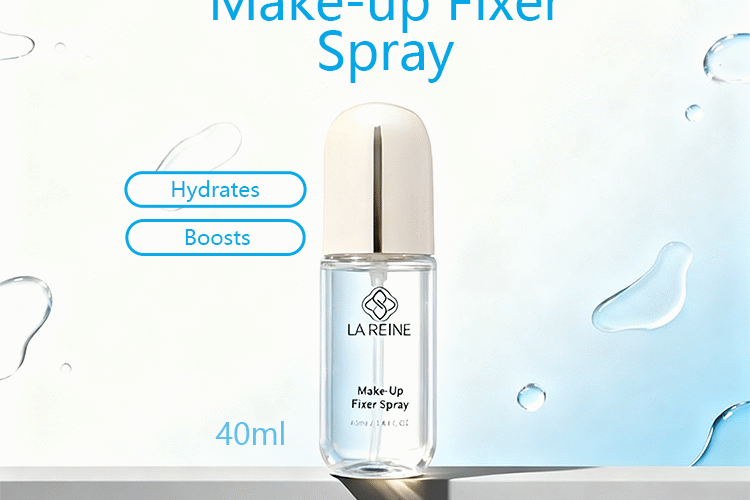 Make-up Fixer
Spray
Hydrates
Boosts
LA REINE
Make-Up
Fixer Spray
40ml